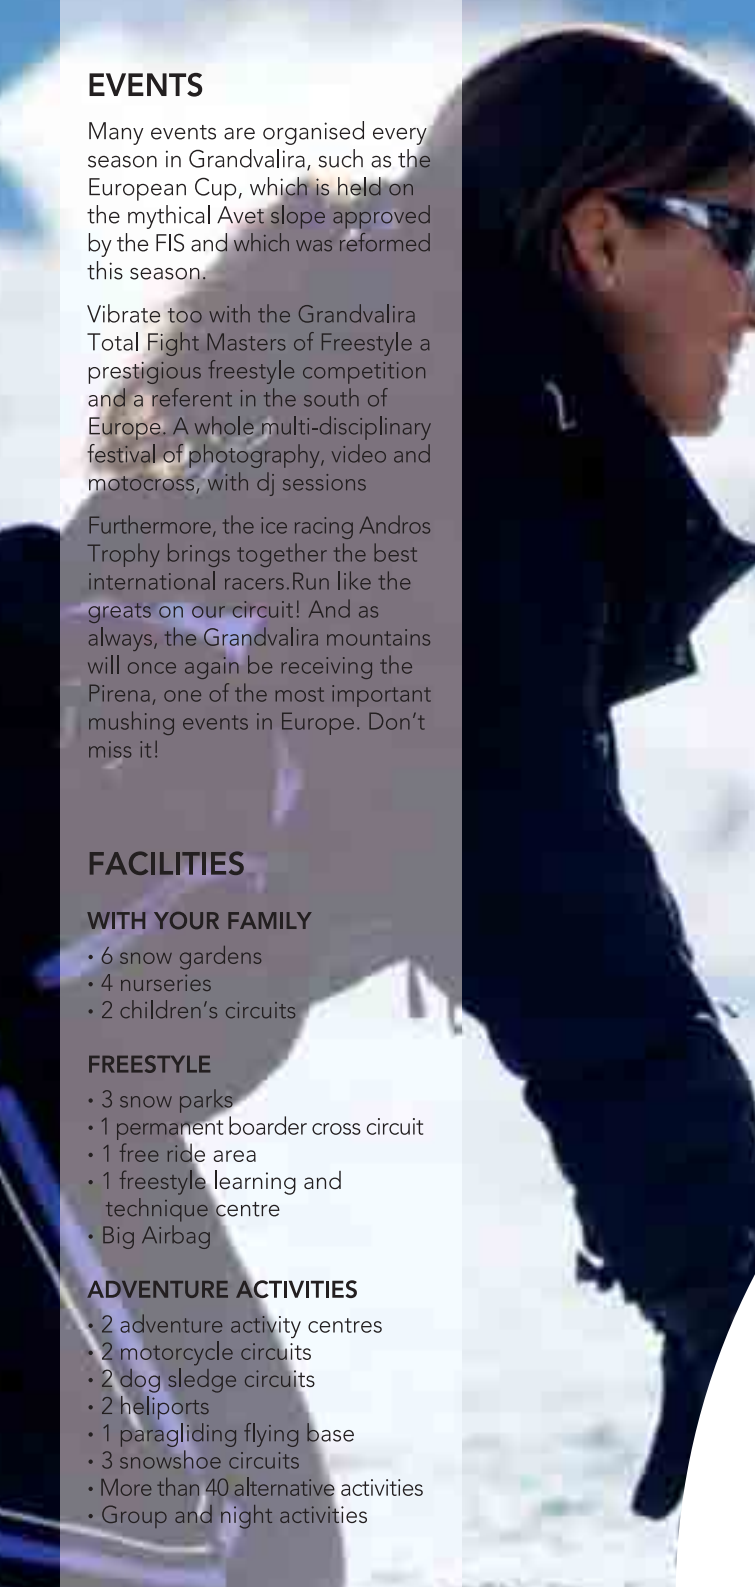 EVENTS
Many events are organised every
season in Grandvalira, such as the
European Cup, which is held on
the mythical Avet slope approved
by the FIS and which was reformed
this season.
Vibrate too with the Grandvalira
Total Fight Masters of Freestyle a
prestigious freestyle competition
and a referent in the south of
Europe. A whole multi-disciplinary
festival of photography, video and
motocross, with dj sessions
Furthermore, the ice racing Andros
Trophy brings together the best
international racers.Run like the
greats on our circuit! And as
always, the Grandvalira mountains
will once again be receiving the
Pirena, one of the most important
mushing events in Europe. Don't
miss it!
FACILITIES
WITH YOUR FAMILY
• 6 snow gardens
• 4 nurseries
• 2 children's circuits
FREESTYLE
• 3 snow parks
• 1 permanent boarder cross circuit
• 1 free ride area
• 1 freestyle learning and
technique centre
• Big Airbag
ADVENTURE ACTIVITIES
• 2 adventure activity centres
• 2 motorcycle circuits
• 2 dog sledge circuits
• 2 heliports
• 1 paragliding flying base
• 3 snowshoe circuits
• More than 40 alternative activities
• Group and night activities